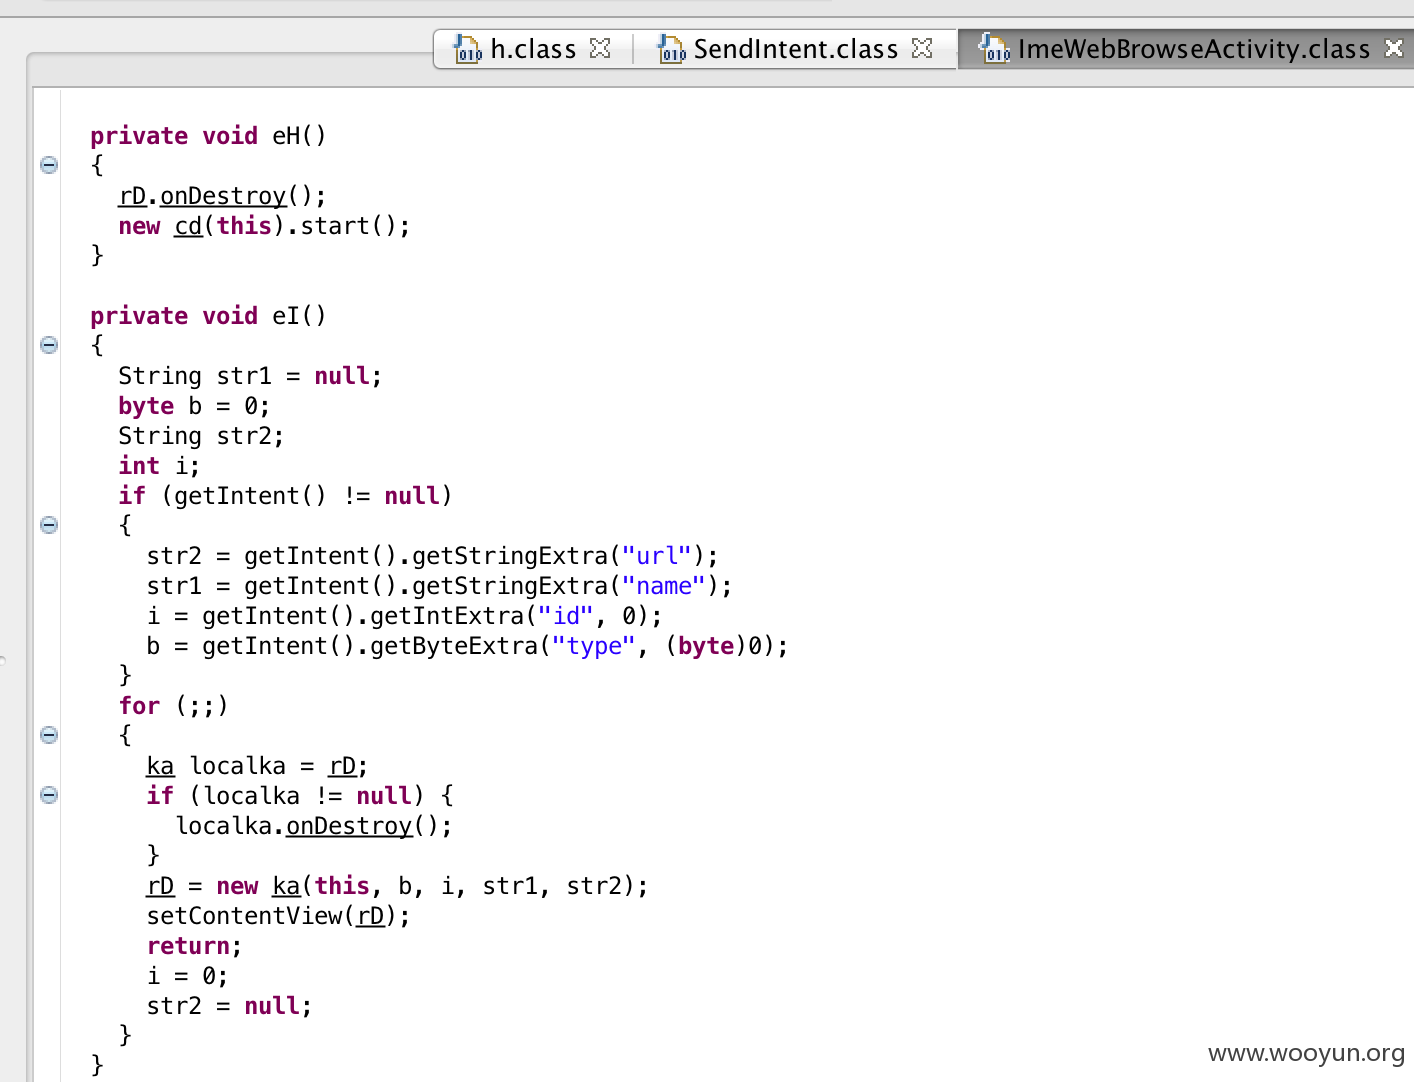 h.class SendIntent.class ImeWebBrowseActivity.class
private void eH()
{
rD.onDestroy();
new cd(this).start();
}
private void eI()
{
String str1 = null;
byte b = 0;
String str2;
int i;
if (getIntent() != null)
{
str2 = getIntent().getStringExtra("url");
str1 = getIntent().getStringExtra("name");
i = getIntent().getIntExtra("id", 0);
b = getIntent().getByteExtra("type", (byte)0);
}
for (;;)
{
ka localka = rD;
if (localka != null) {
localka.onDestroy();
}
rD = new ka(this, b, i, str1, str2);
setContentView(rD);
return;
i = 0;
str2 = null;
}
}
www.wooyun.org